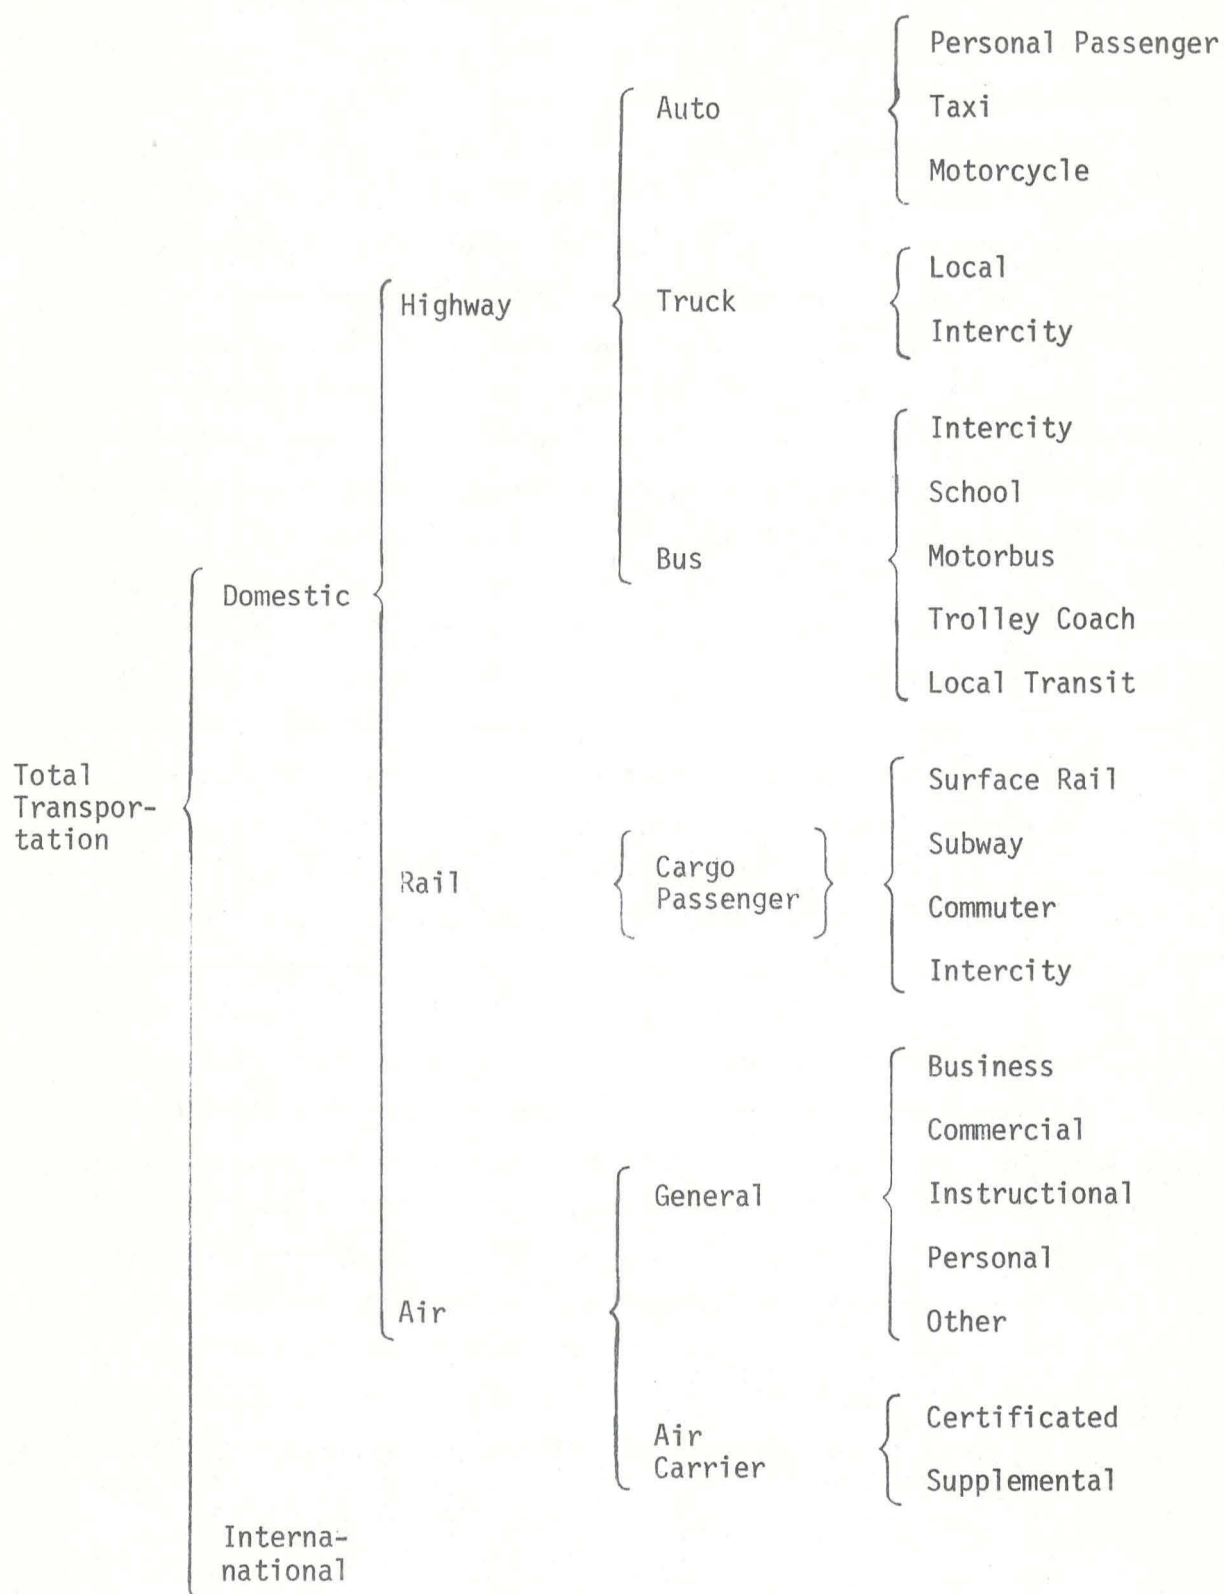 Personal Passenger
Auto
Taxi
Motorcycle
Local
Highway
Truck
Intercity
Intercity
School
Motorbus
Bus
Domestic
Trolley Coach
Local Transit
Total
Transpor-
tation
Surface Rail
Subway
Rail
Cargo
Passenger
Commuter
Intercity
Business
Commercial
General
Instructional
Personal
Air
Other
Certificated
Air
Carrier
Supplemental
Interna-
national